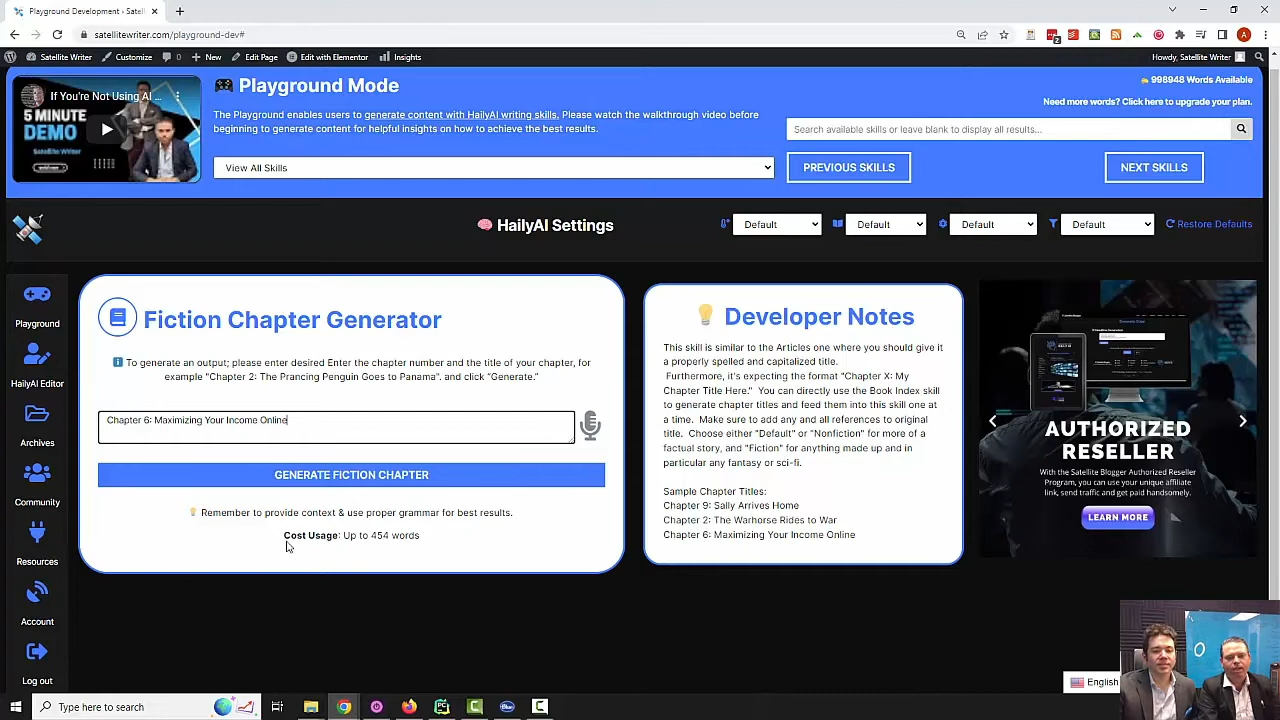 Playground Development - Satell
satellitewriter.com/playground-dev#
A
2
Satellite Writer
Customize
0
New
Edit Page
Edit with Elementor
Insights
Howdy, Satellite Writer
If You're Not Using AI ...
5 MINUTE
DEMO
Satellite Writer
Playground Mode
The Playground enables users to generate content with HailyAI writing skills. Please watch the walkthrough video before
beginning to generate content for helpful insights on how to achieve the best results.
View All Skills
998948 Words Available
Need more words? Click here to upgrade your plan.
Search available skills or leave blank to display all results...
PREVIOUS SKILLS
NEXT SKILLS
HailyAI Settings
Default
Default
Default
Default
Restore Defaults
Playground
HailyAI Editor
Archives
Community
Resources
Account
Log out
Fiction Chapter Generator
To generate an output; please enter desired Enter the chapter number and the title of your chapter, for
example "Chapter 2: The Prancing Penguin Goes to Paris" and click "Generate."
Chapter 6: Maximizing Your Income Online
GENERATE FICTION CHAPTER
Remember to provide context & use proper grammar for best results.
Cost Usage: Up to 454 words
Developer Notes
This skill is similar to the Articles one where you should give it
a properly spelled and capitalized title.
Furthermore, it's expecting the format "Chapter X: My
Chapter Title Here." You can directly use the Book Index skill
to generate chapter titles and feed them into this skill one at
a time. Make sure to add any and all references to original
title. Choose either "Default" or "Nonfiction" for more of a
factual story, and "Fiction" for anything made up and in
particular any fantasy or sci-fi.
Sample Chapter Titles:
Chapter 9: Sally Arrives Home
Chapter 2: The Warhorse Rides to War
Chapter 6: Maximizing Your Income Online
AUTHORIZED
RESELLER
With the Satellite Blogger Authorized Reseller
Program, you can use your unique affiliate
link, send traffic and get paid handsomely.
LEARN MORE
English
Type here to search